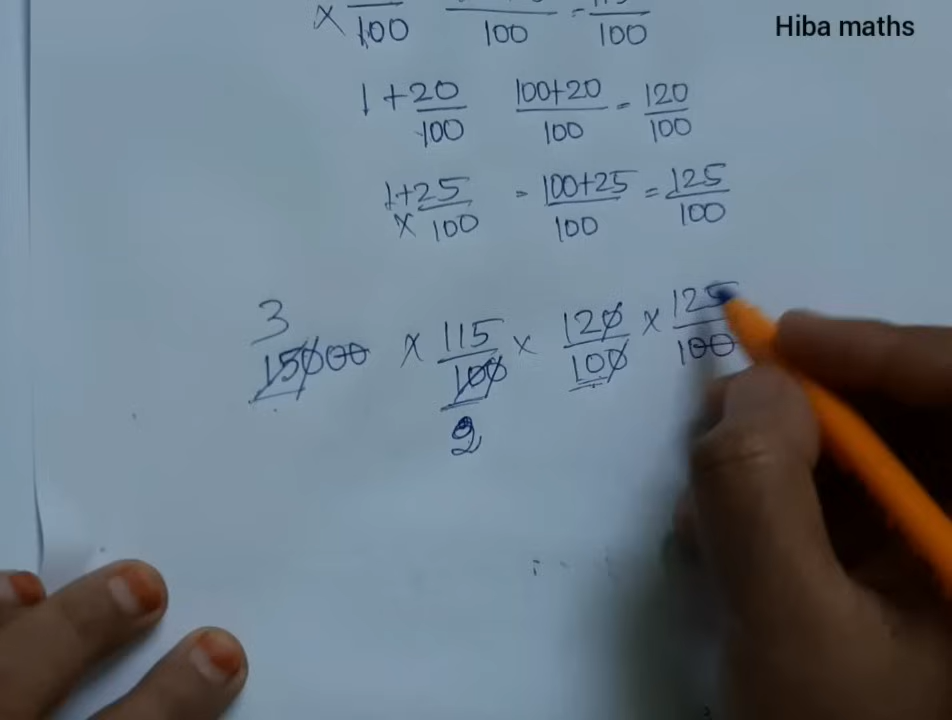 Hiba maths
× /100 /100 = 115/100
1 + 20/100 100+20/100 = 120/100
1+25/100 = 100+25/100 = 125/100
×
3
15000 × 115/100 × 120/100 × 125/100
2